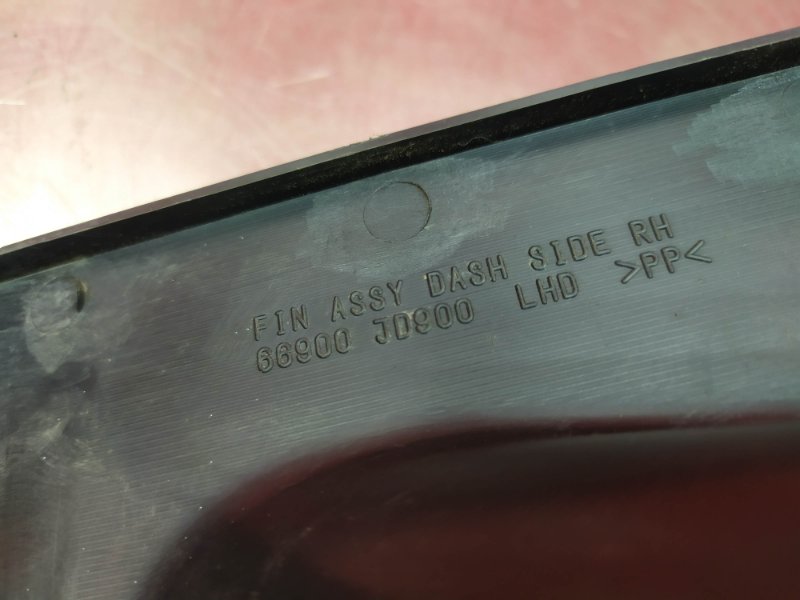 FIN ASSY DASH SIDE RH
66900 JD900 LHD >PP<